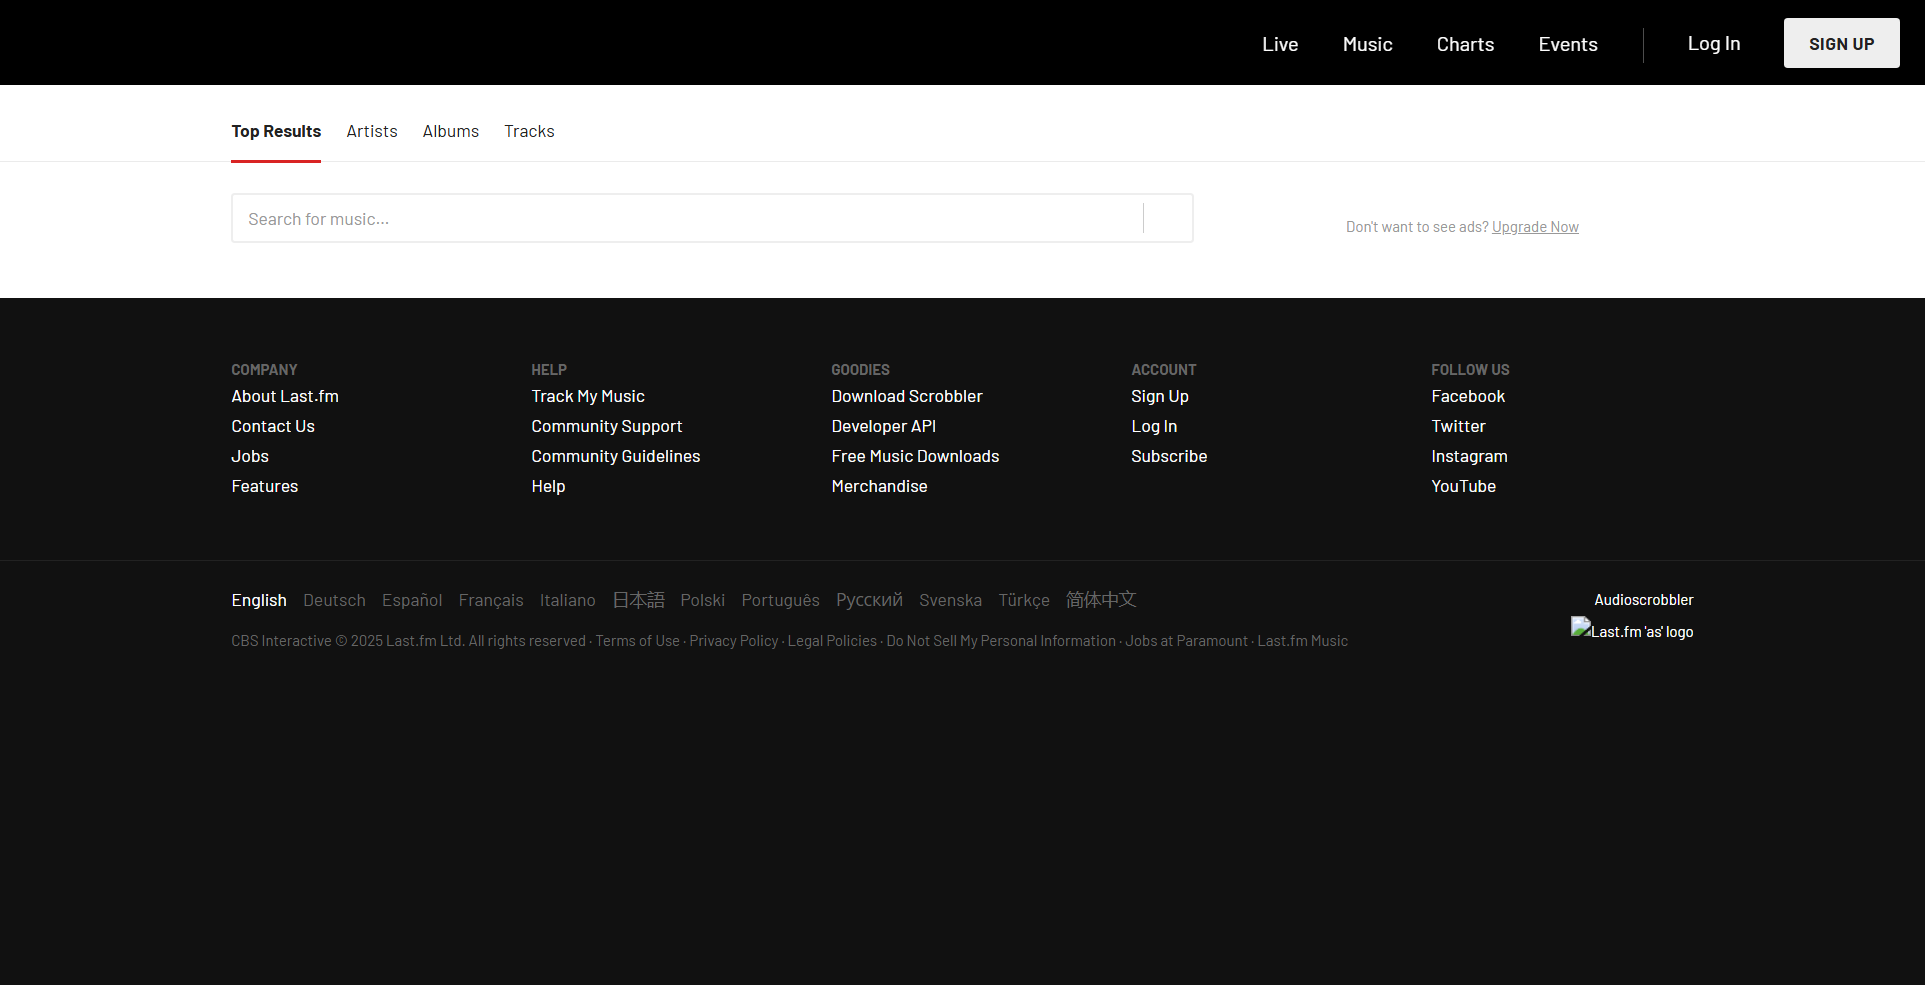 Live Music Charts Events Log In SIGN UP
Top Results Artists Albums Tracks
Search for music...
Don't want to see ads? Upgrade Now
COMPANY
About Last.fm
Contact Us
Jobs
Features
HELP
Track My Music
Community Support
Community Guidelines
Help
GOODIES
Download Scrobbler
Developer API
Free Music Downloads
Merchandise
ACCOUNT
Sign Up
Log In
Subscribe
FOLLOW US
Facebook
Twitter
Instagram
YouTube
English Deutsch Español Français Italiano 日本語 Polski Português Русский Svenska Türkçe 简体中文
CBS Interactive © 2025 Last.fm Ltd. All rights reserved · Terms of Use · Privacy Policy · Legal Policies · Do Not Sell My Personal Information · Jobs at Paramount · Last.fm Music
Audioscrobbler
Last.fm 'as' logo